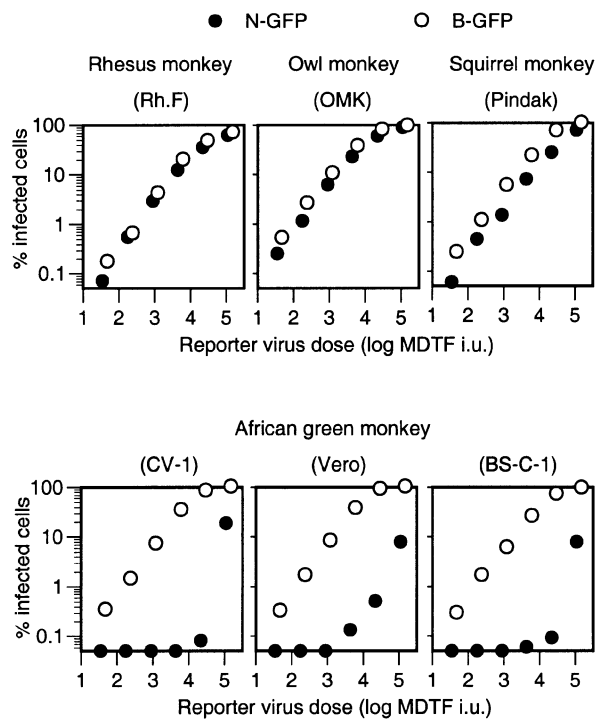 N-GFP B-GFP
Rhesus monkey Owl monkey Squirrel monkey
(Rh.F) (OMK) (Pindak)
% infected cells
100
10
1
0.1
1 2 3 4 5 1 2 3 4 5 1 2 3 4 5
Reporter virus dose (log MDTF i.u.)
African green monkey
(CV-1) (Vero) (BS-C-1)
% infected cells
100
10
1
0.1
1 2 3 4 5 1 2 3 4 5 1 2 3 4 5
Reporter virus dose (log MDTF i.u.)